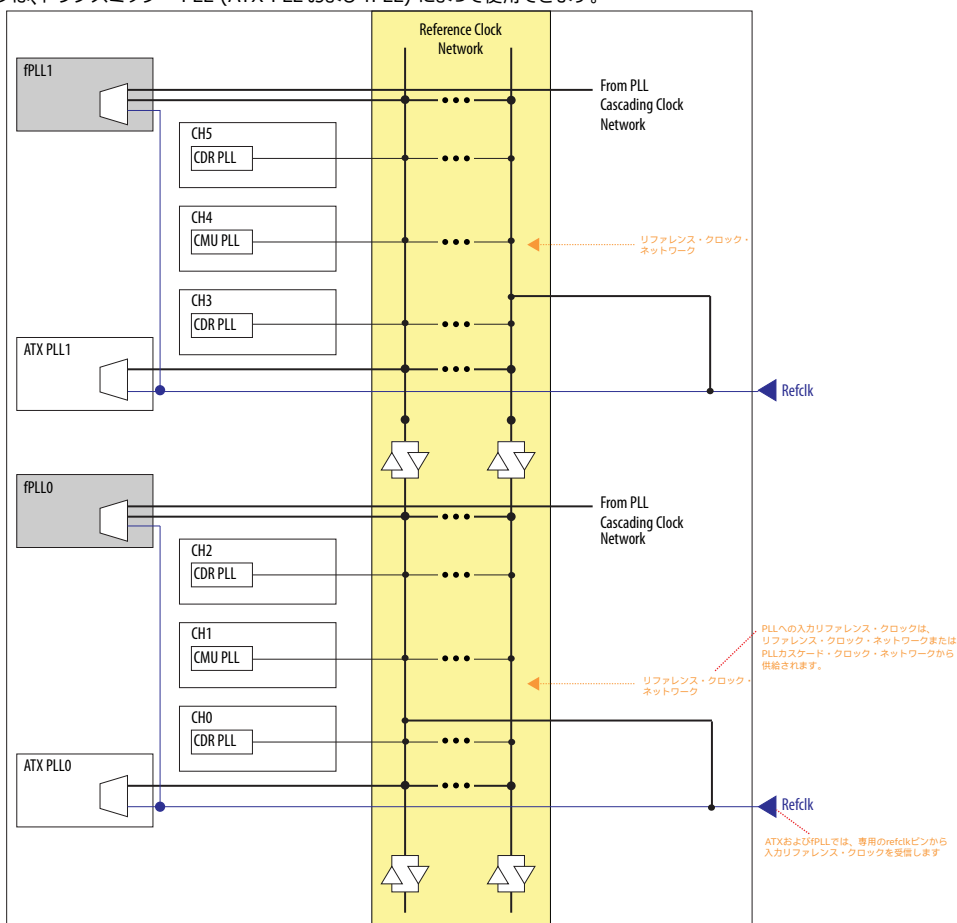 Reference Clock
Network
fPLL1
From PLL
Cascading Clock
Network
CH5
CDR PLL
CH4
CMU PLL
リファレンス・クロック・
ネットワーク
CH3
CDR PLL
ATX PLL1
Refclk
fPLL0
From PLL
Cascading Clock
Network
CH2
CDR PLL
CH1
CMU PLL
PLLへの入力リファレンス・クロックは、
リファレンス・クロック・ネットワークまたは
PLLカスケード・クロック・ネットワークから
供給されます。
リファレンス・クロック・
ネットワーク
CH0
CDR PLL
ATX PLL0
Refclk
ATXおよびfPLLでは、専用のrefclkピンから
入力リファレンス・クロックを受信します